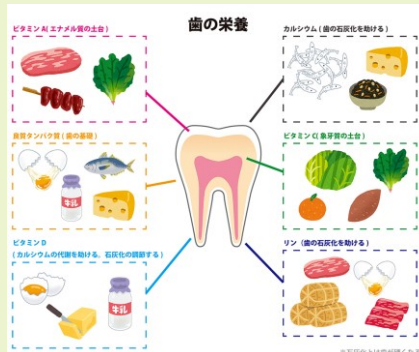 歯の栄養
ビタミンA(エナメル質の土台)
カルシウム(歯の石灰化を助ける)
良質タンパク質(歯の基礎)
牛乳
ビタミンC(象牙質の土台)
ビタミンD
(カルシウムの代謝を助ける、石灰化の調節する)
牛乳
リン(歯の石灰化を助ける)